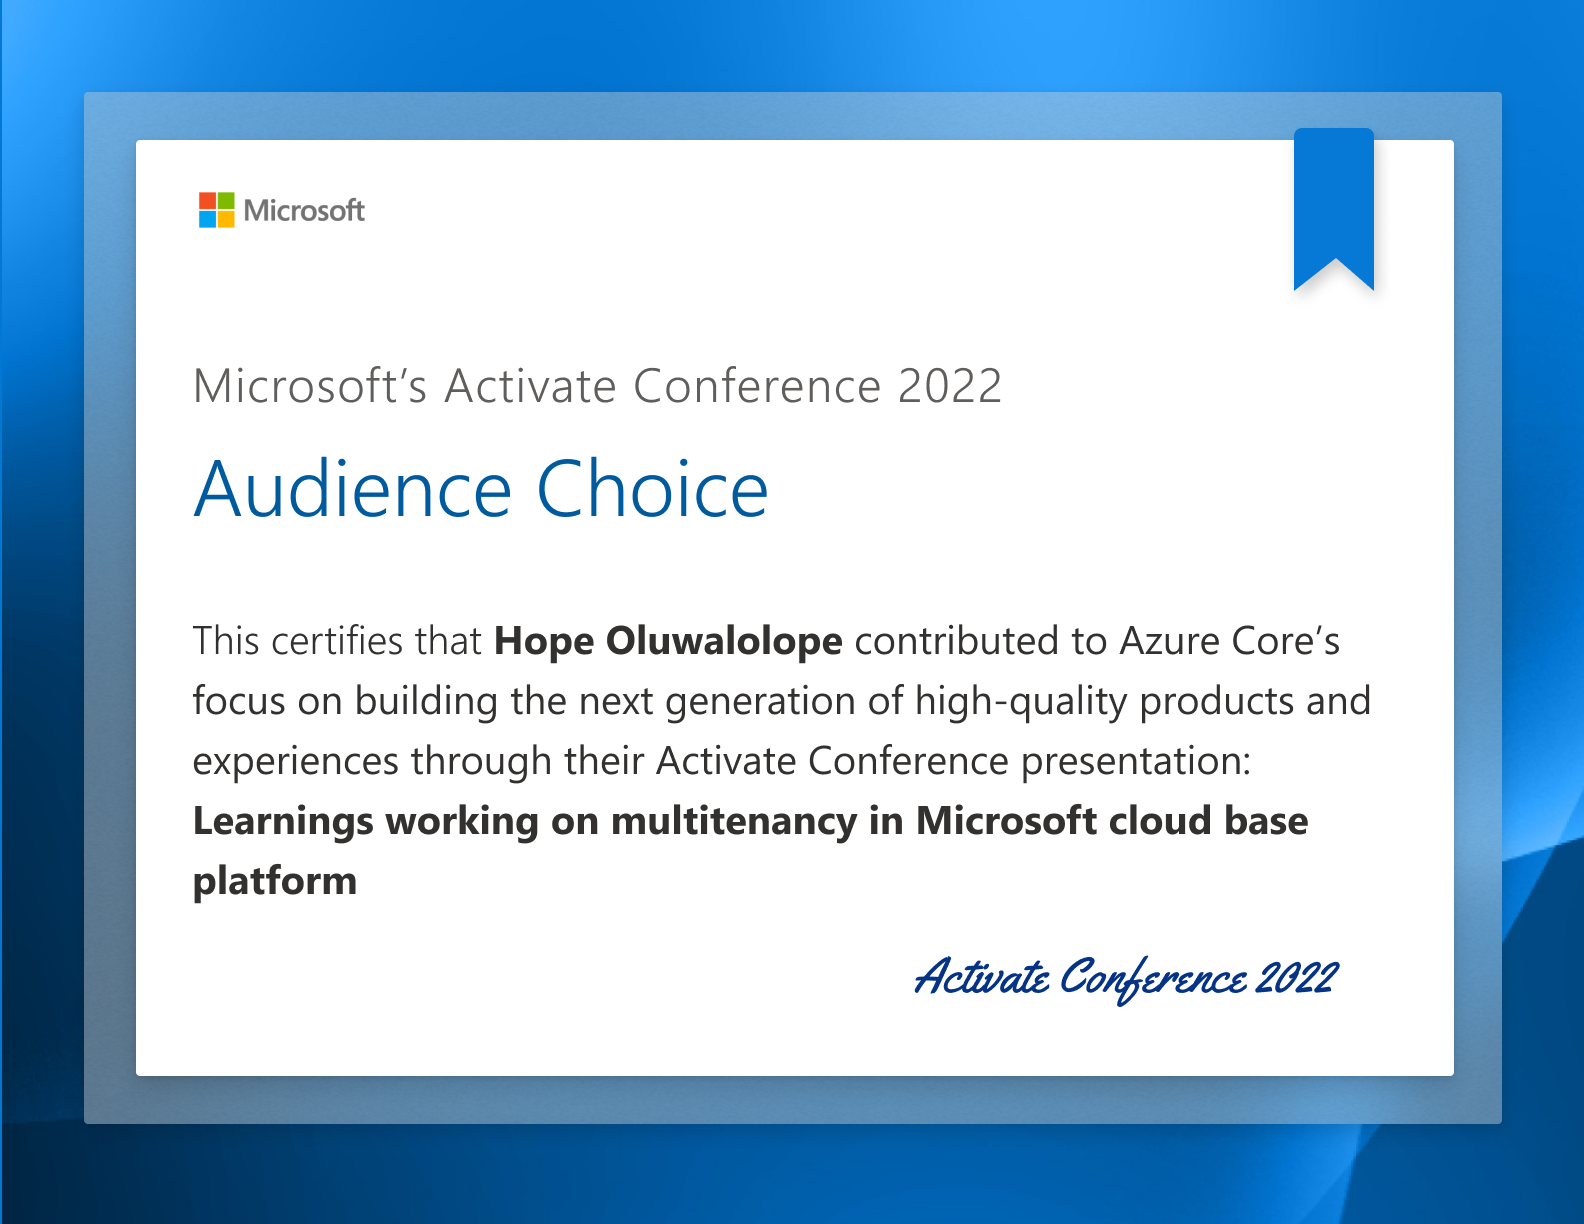 Microsoft
Microsoft’s Activate Conference 2022
Audience Choice
This certifies that Hope Oluwalolope contributed to Azure Core’s
focus on building the next generation of high-quality products and
experiences through their Activate Conference presentation:
Learnings working on multitenancy in Microsoft cloud base
platform
Activate Conference 2022